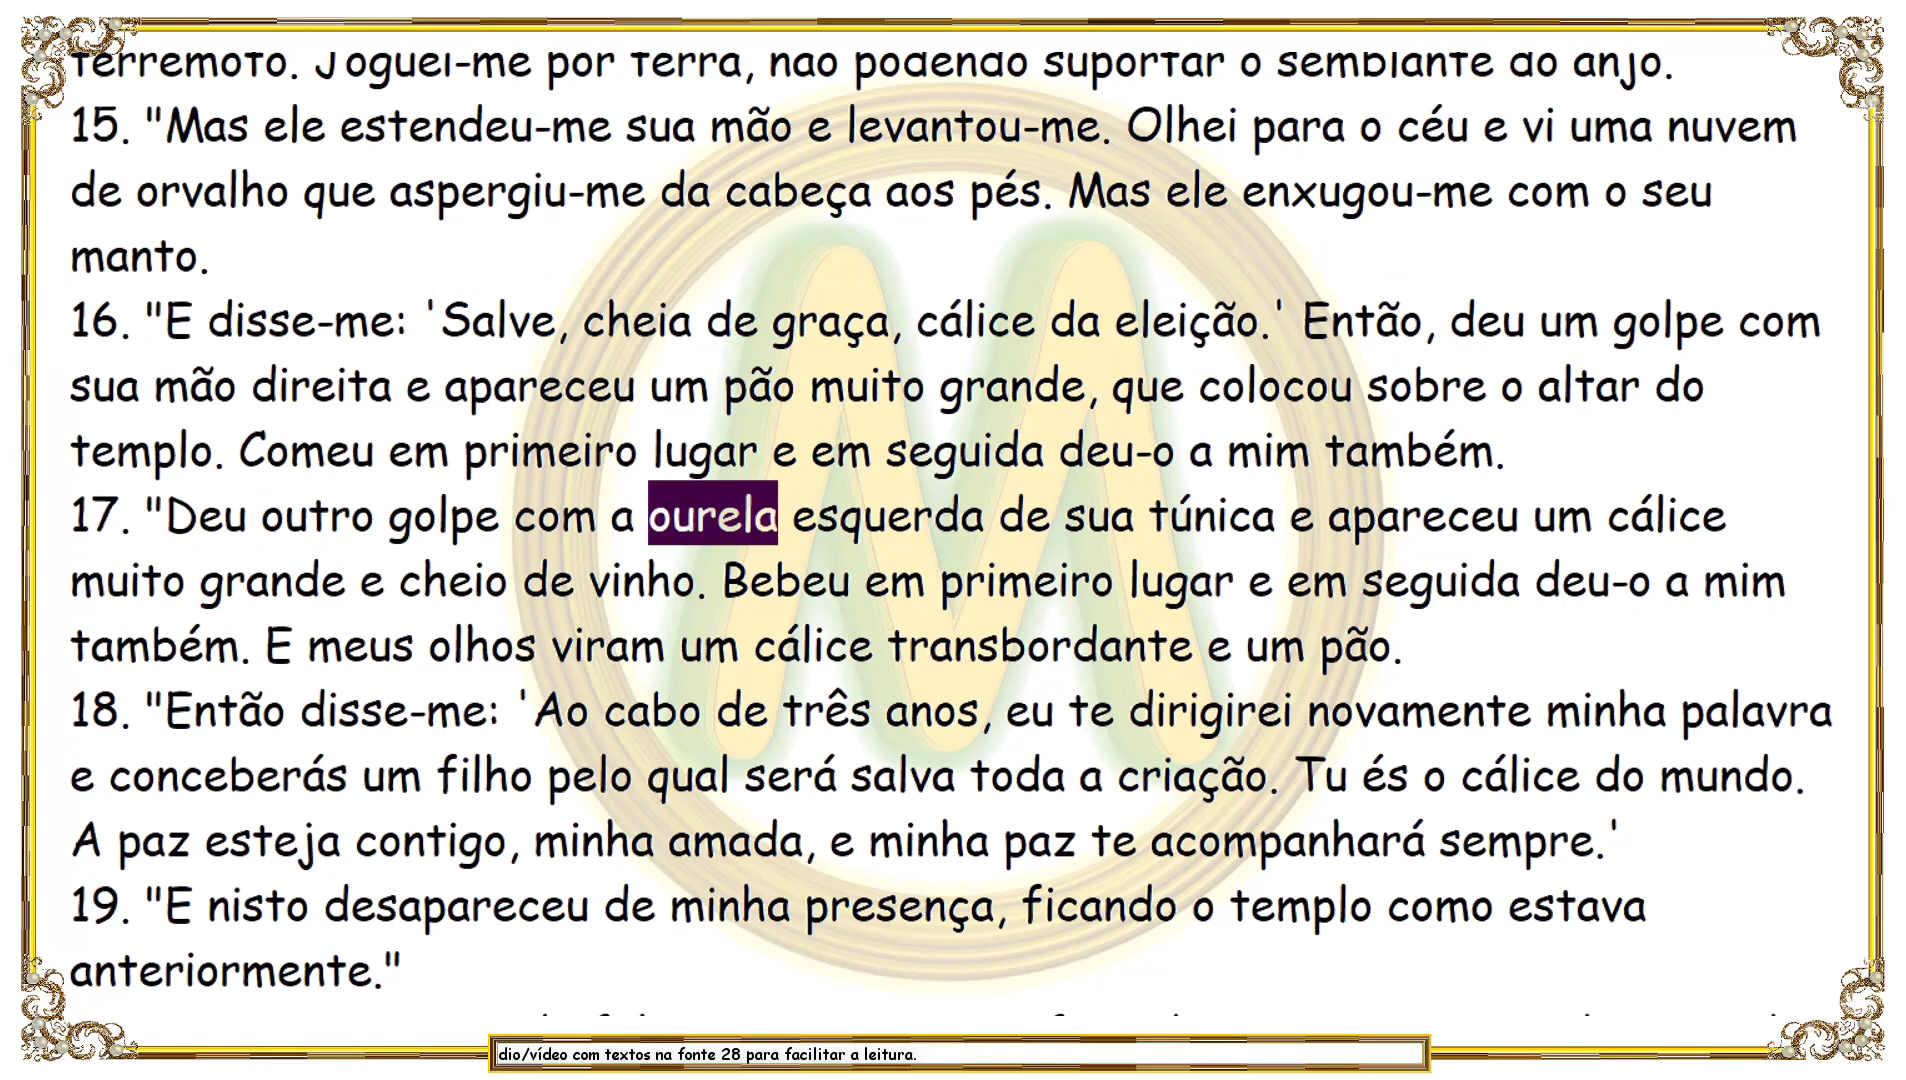 terremoto. Joguei-me por terra, não podendo suportar o semblante do anjo.
15. "Mas ele estendeu-me sua mão e levantou-me. Olhei para o céu e vi uma nuvem
de orvalho que aspergiu-me da cabeça aos pés. Mas ele enxugou-me com o seu
manto.
16. "E disse-me: 'Salve, cheia de graça, cálice da eleição.' Então, deu um golpe com
sua mão direita e apareceu um pão muito grande, que colocou sobre o altar do
templo. Comeu em primeiro lugar e em seguida deu-o a mim também.
17. "Deu outro golpe com a ourela esquerda de sua túnica e apareceu um cálice
muito grande e cheio de vinho. Bebeu em primeiro lugar e em seguida deu-o a mim
também. E meus olhos viram um cálice transbordante e um pão.
18. "Então disse-me: 'Ao cabo de três anos, eu te dirigirei novamente minha palavra
e conceberás um filho pelo qual será salva toda a criação. Tu és o cálice do mundo.
A paz esteja contigo, minha amada, e minha paz te acompanhará sempre.'
19. "E nisto desapareceu de minha presença, ficando o templo como estava
anteriormente."
dio/vídeo com textos na fonte 28 para facilitar a leitura.